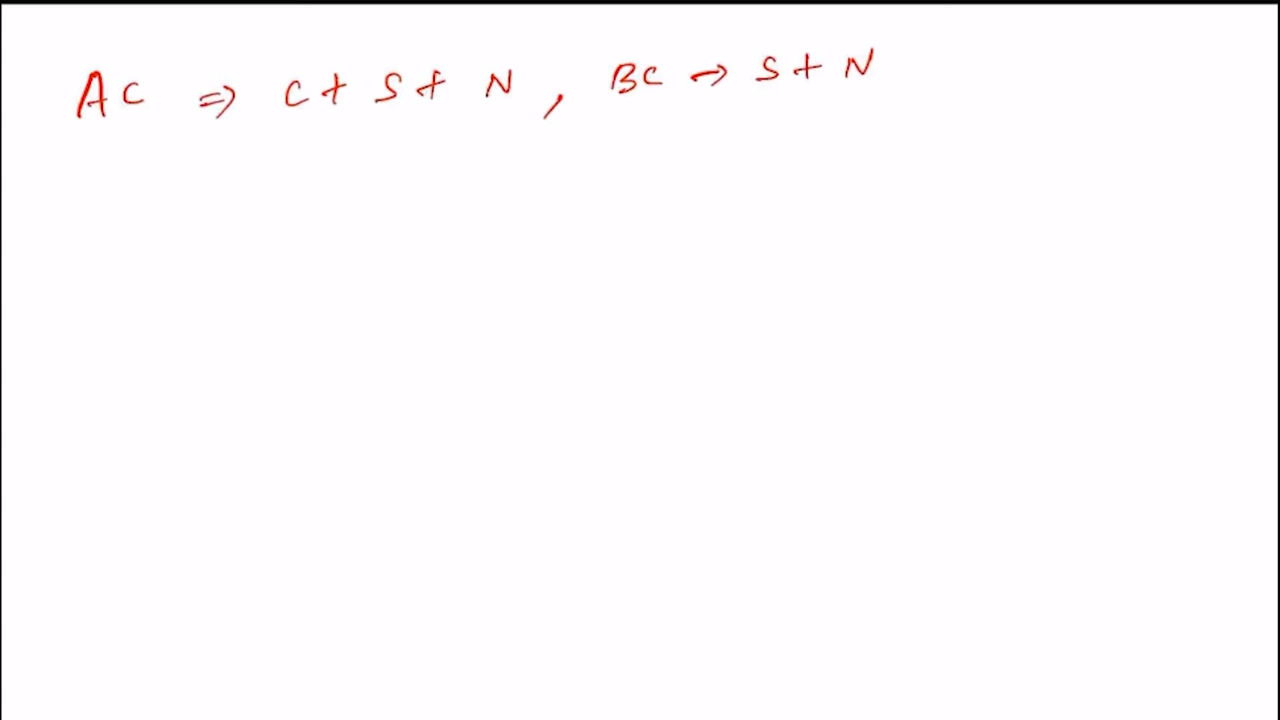 AC ⇒ C + S + N , BC → S + N